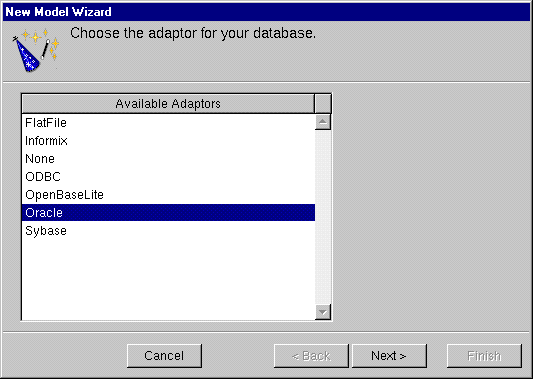 New Model Wizard
Choose the adaptor for your database.
Available Adaptors
FlatFile
Informix
None
ODBC
OpenBaseLite
Oracle
Sybase
Cancel
< Back
Next >
Finish